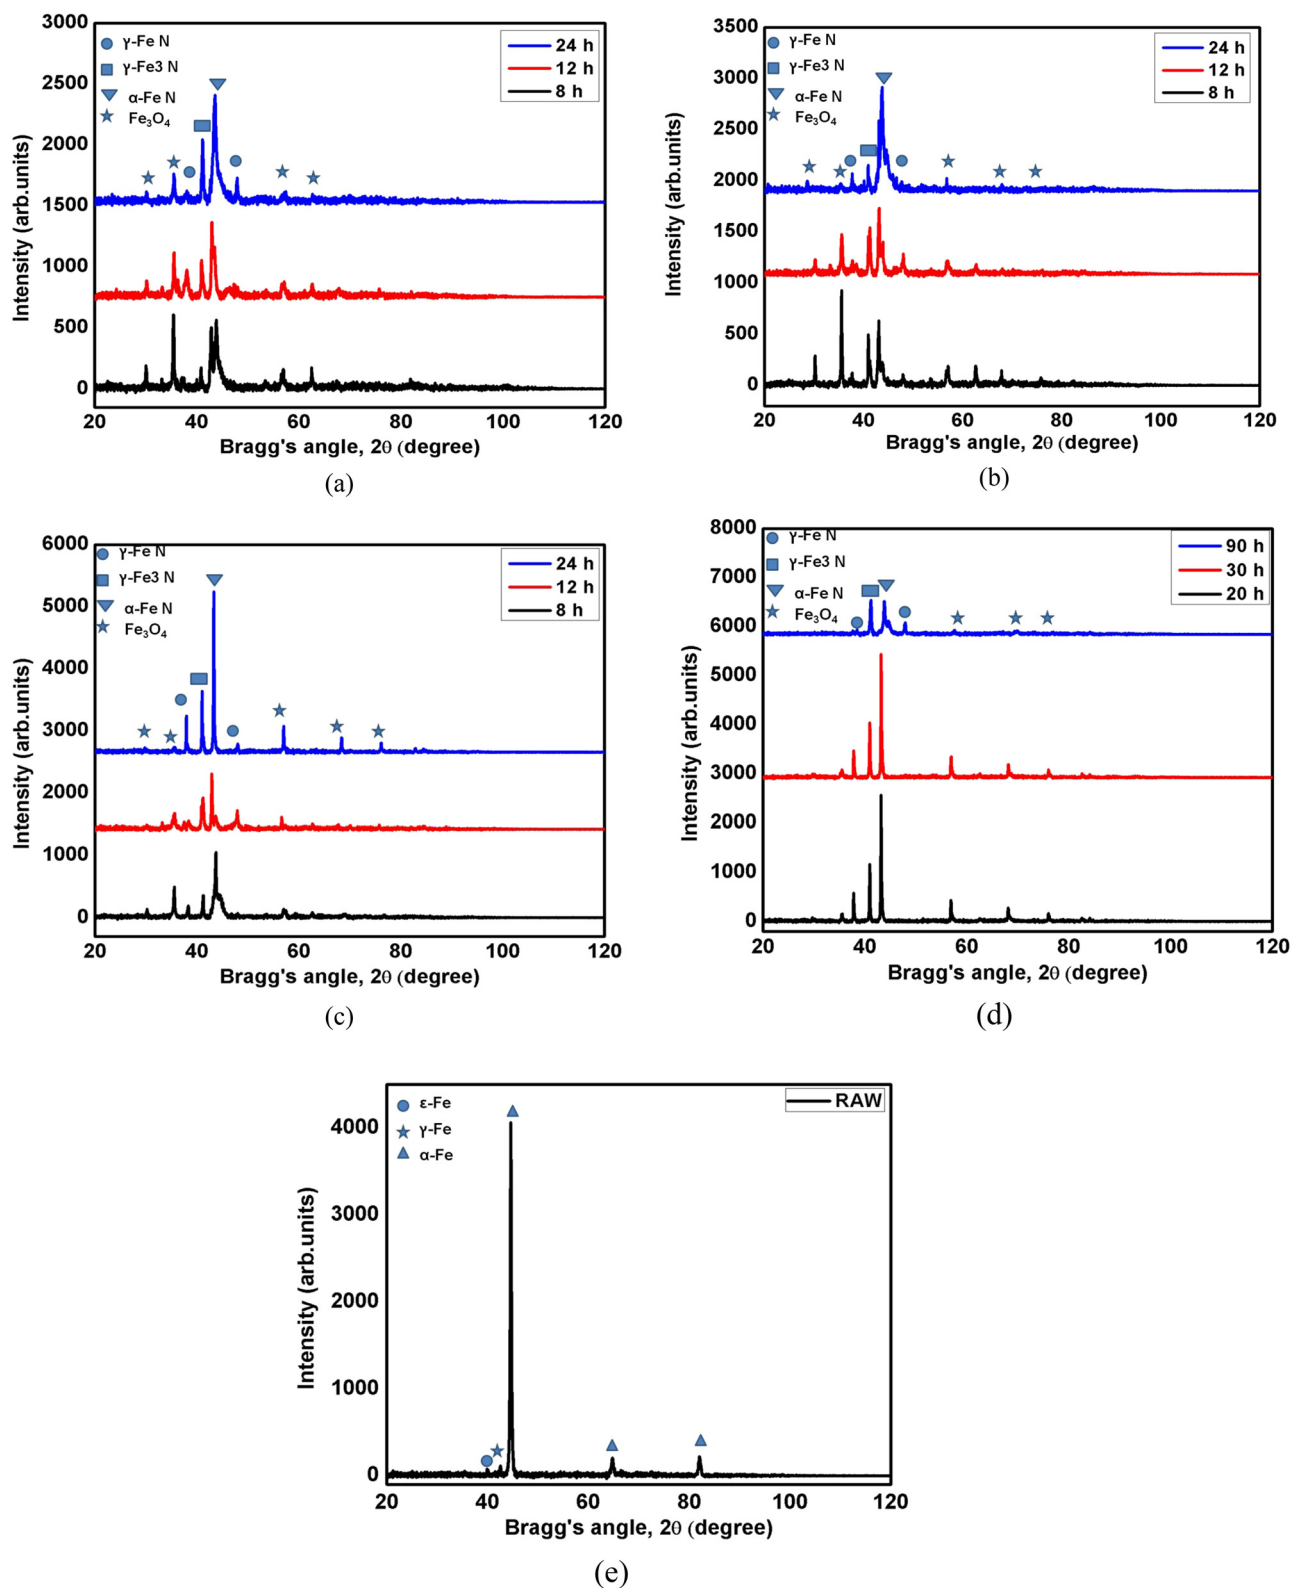 3000
2500
2000
1500
1000
500
0
Intensity (arb.units)
γ-Fe N
γ-Fe3 N
α-Fe N
Fe₃O₄
24 h
12 h
8 h
20 40 60 80 100 120
Bragg's angle, 2θ (degree)
(a)
3500
3000
2500
2000
1500
1000
500
0
Intensity (arb.units)
γ-Fe N
γ-Fe3 N
α-Fe N
Fe₃O₄
24 h
12 h
8 h
20 40 60 80 100 120
Bragg's angle, 2θ (degree)
(b)
6000
5000
4000
3000
2000
1000
0
Intensity (arb.units)
γ-Fe N
γ-Fe3 N
α-Fe N
Fe₃O₄
24 h
12 h
8 h
20 40 60 80 100 120
Bragg's angle, 2θ (degree)
(c)
8000
7000
6000
5000
4000
3000
2000
1000
0
Intensity (arb.units)
γ-Fe N
γ-Fe3 N
α-Fe N
Fe₃O₄
90 h
30 h
20 h
20 40 60 80 100 120
Bragg's angle, 2θ (degree)
(d)
4000
3000
2000
1000
0
Intensity (arb.units)
ε-Fe
γ-Fe
α-Fe
RAW
20 40 60 80 100 120
Bragg's angle, 2θ (degree)
(e)